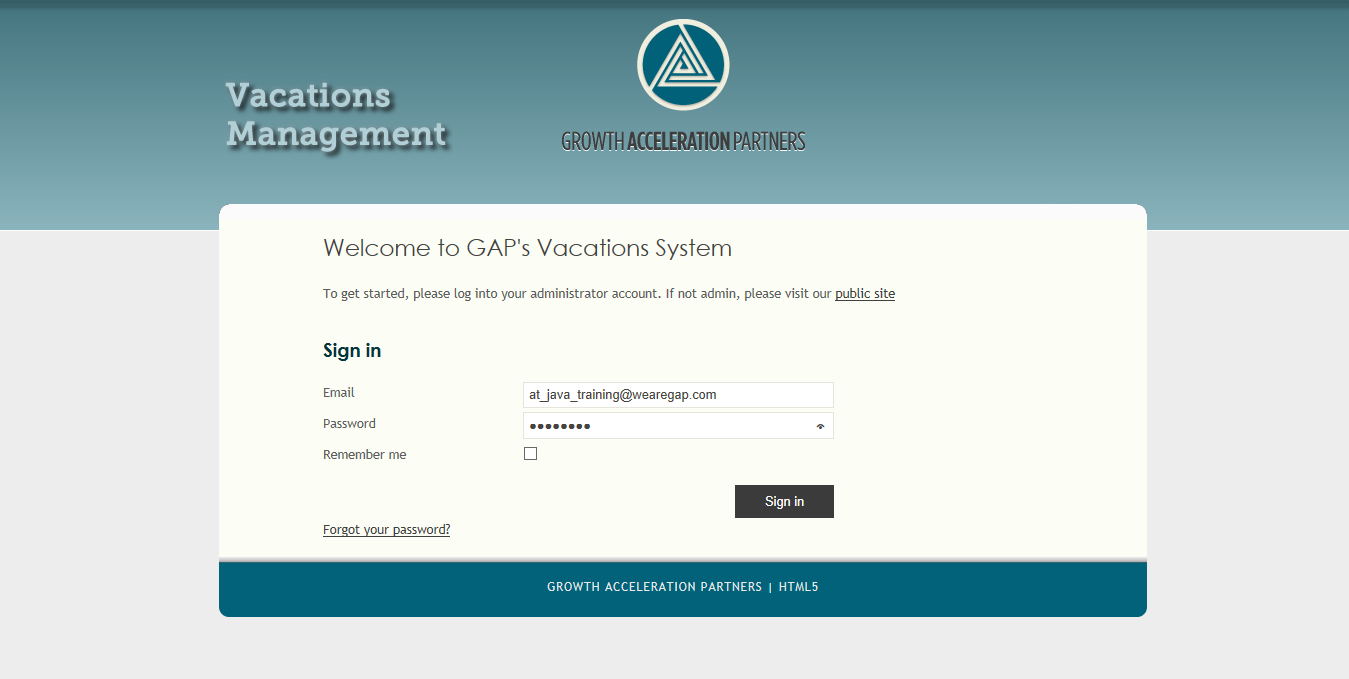 Vacations
Management
GROWTH ACCELERATION PARTNERS
Welcome to GAP's Vacations System
To get started, please log into your administrator account. If not admin, please visit our public site
Sign in
Email at_java_training@wearegap.com
Password ●●●●●●●●
Remember me
Sign in
Forgot your password?
GROWTH ACCELERATION PARTNERS | HTML5